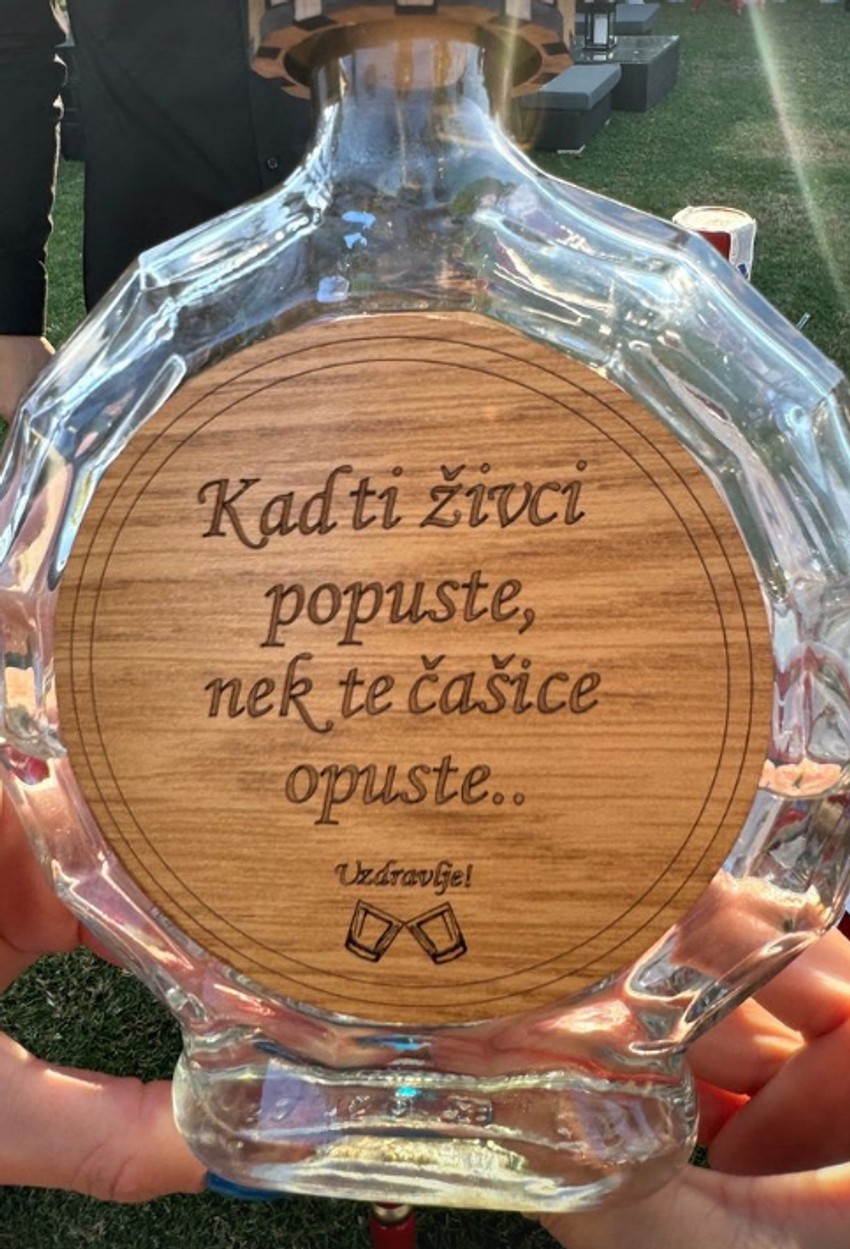 Kad ti živci
popuste,
nek te čašice
opuste..
Uzdravlje!